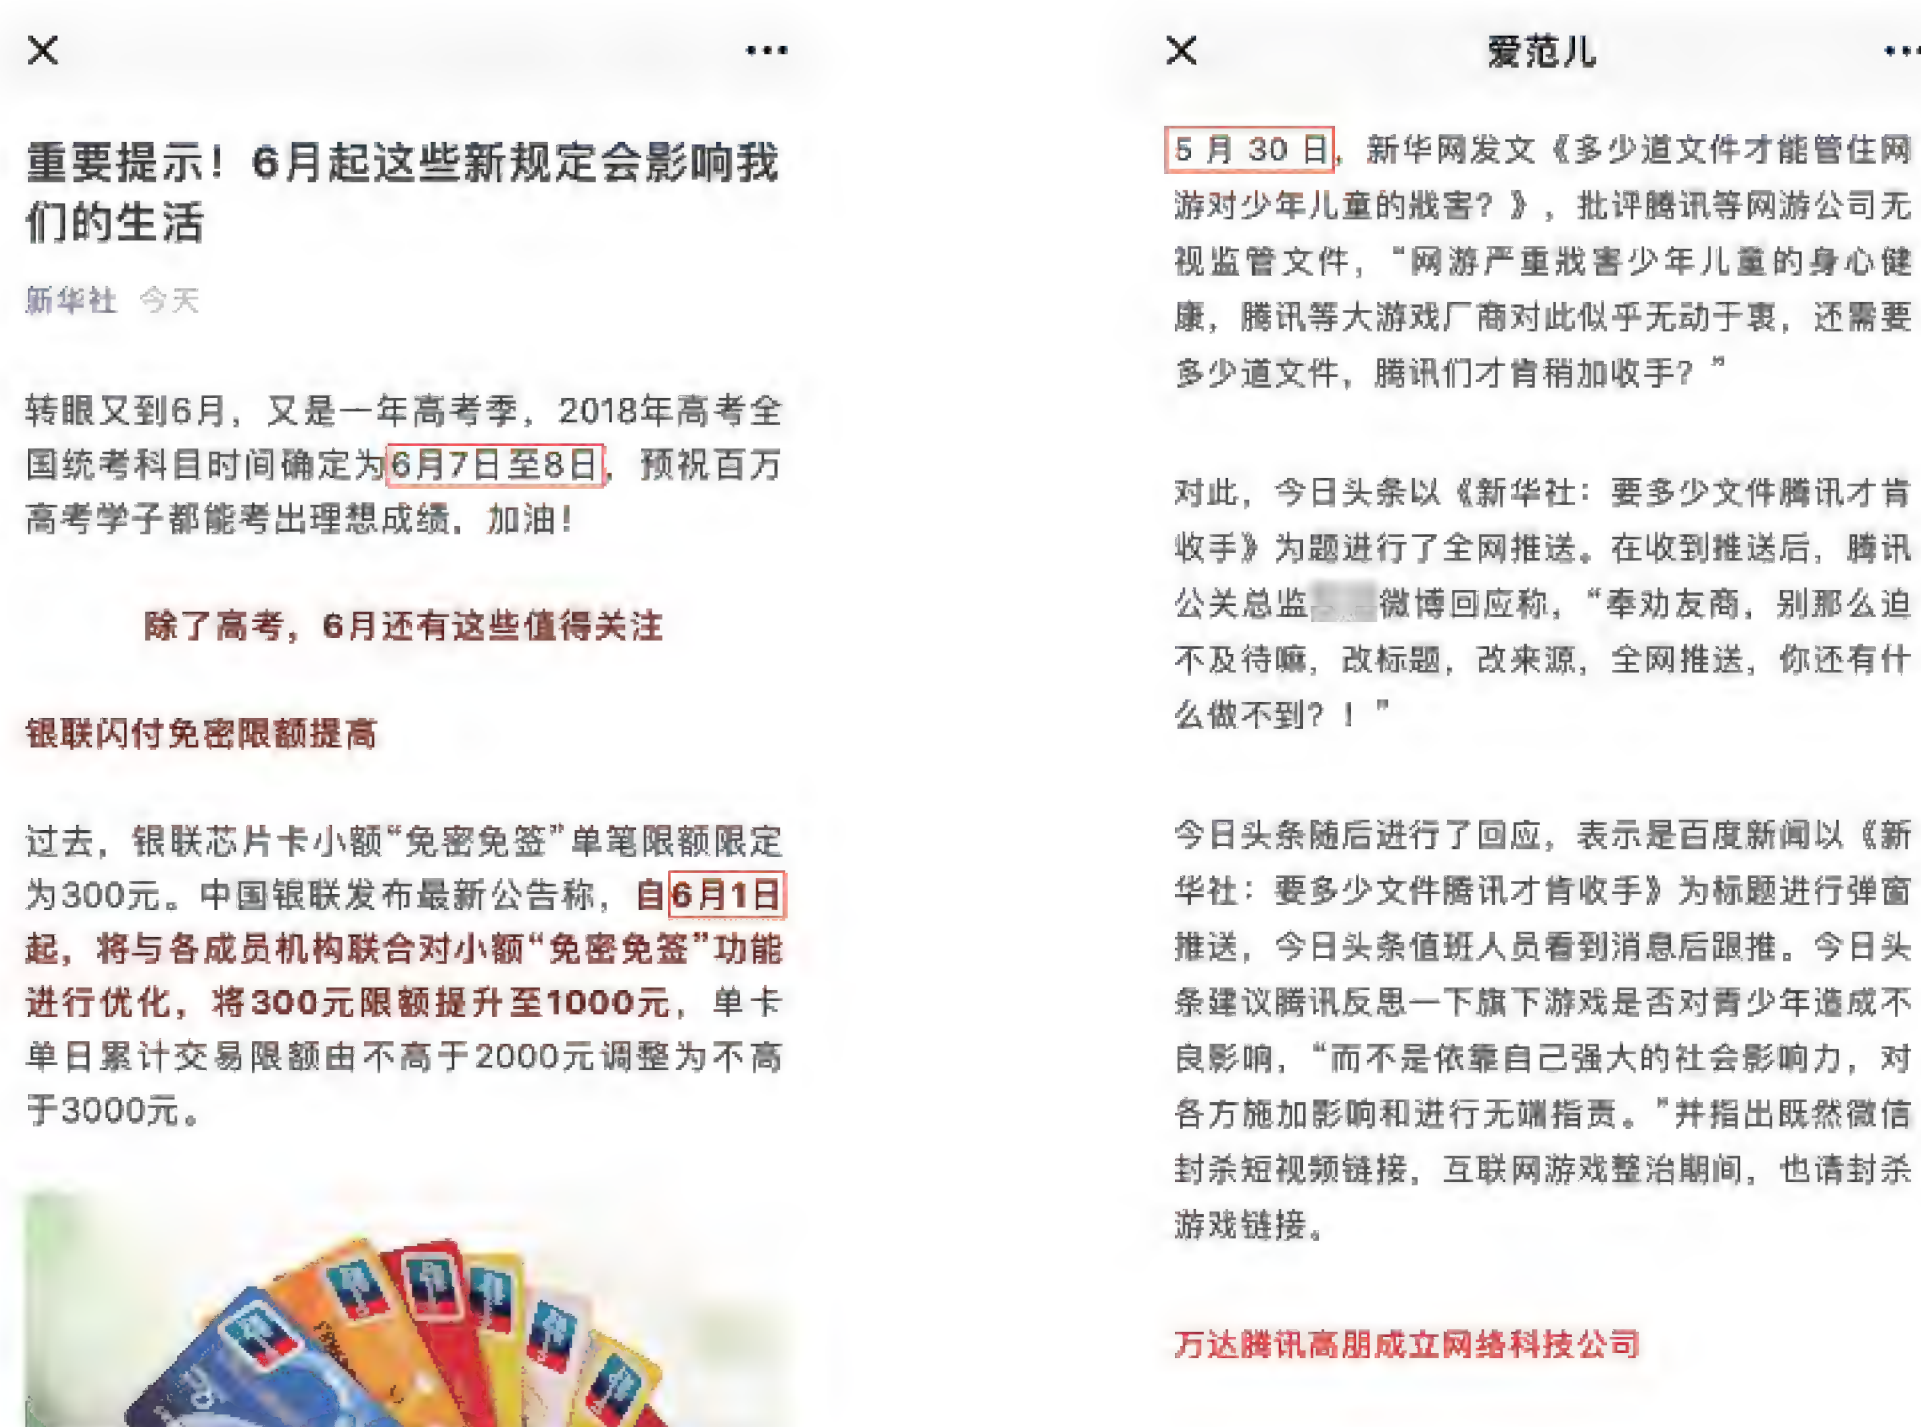 重要提示！6月起这些新规定会影响我
们的生活
新华社 今天
转眼又到6月，又是一年高考季，2018年高考全
国统考科目时间确定为6月7日至8日，预祝百万
高考学子都能考出理想成绩，加油！
除了高考，6月还有这些值得关注
银联闪付免密限额提高
过去，银联芯片卡小额“免密免签”单笔限额限定
为300元。中国银联发布最新公告称，自6月1日
起，将与各成员机构联合对小额“免密免签”功能
进行优化，将300元限额提升至1000元，单卡
单日累计交易限额由不高于2000元调整为不高
于3000元。
爱范儿
5 月 30 日，新华网发文《多少道文件才能管住网
游对少年儿童的戕害？》，批评腾讯等网游公司无
视监管文件，“网游严重戕害少年儿童的身心健
康，腾讯等大游戏厂商对此似乎无动于衷，还需要
多少道文件，腾讯们才肯稍加收手？”
对此，今日头条以《新华社：要多少文件腾讯才肯
收手》为题进行了全网推送。在收到推送后，腾讯
公关总监微博回应称，“奉劝友商，别那么迫
不及待嘛，改标题，改来源，全网推送，你还有什
么做不到？！”
今日头条随后进行了回应，表示是百度新闻以《新
华社：要多少文件腾讯才肯收手》为标题进行弹窗
推送，今日头条值班人员看到消息后跟推。今日头
条建议腾讯反思一下旗下游戏是否对青少年造成不
良影响，“而不是依靠自己强大的社会影响力，对
各方施加影响和进行无端指责。”并指出既然微信
封杀短视频链接，互联网游戏整治期间，也请封杀
游戏链接。
万达腾讯高朋成立网络科技公司